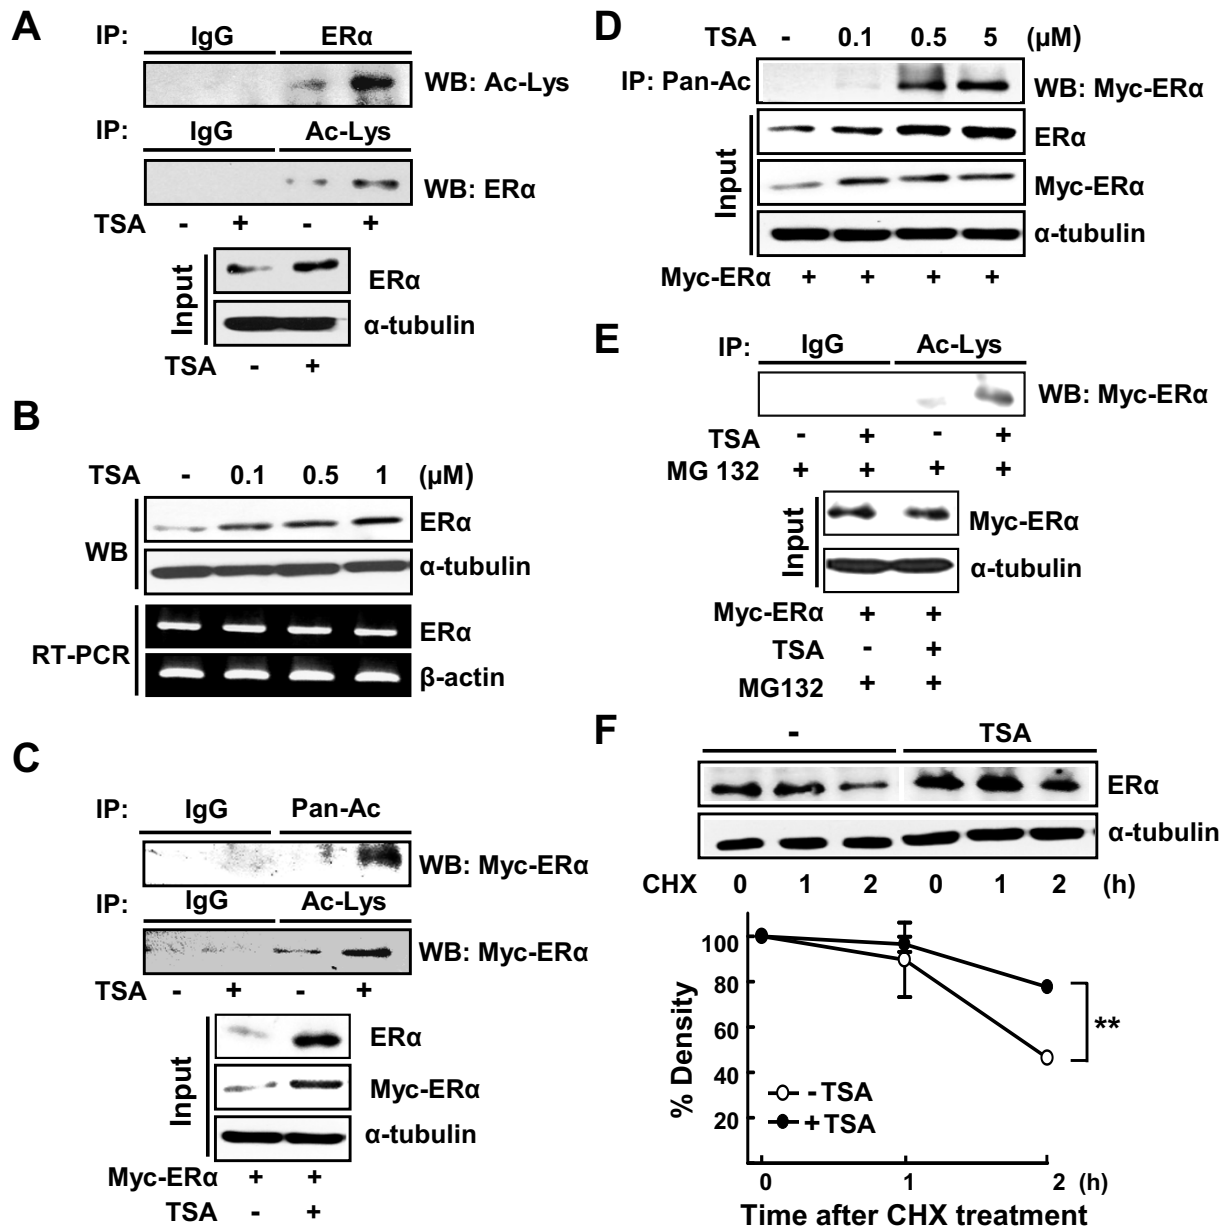 A
IP: IgG ERα
WB: Ac-Lys
IP: IgG Ac-Lys
WB: ERα
TSA - + - +
Input
ERα
α-tubulin
TSA - +
B
TSA - 0.1 0.5 1 (µM)
WB
ERα
α-tubulin
RT-PCR
ERα
β-actin
C
IP: IgG Pan-Ac
WB: Myc-ERα
IP: IgG Ac-Lys
WB: Myc-ERα
TSA - + - +
Input
ERα
Myc-ERα
α-tubulin
Myc-ERα + +
TSA - +
D
TSA - 0.1 0.5 5 (µM)
IP: Pan-Ac WB: Myc-ERα
Input
ERα
Myc-ERα
α-tubulin
Myc-ERα + + + +
E
IP: IgG Ac-Lys
WB: Myc-ERα
TSA - + - +
MG 132 + + + +
Input
Myc-ERα
α-tubulin
Myc-ERα + +
TSA - +
MG132 + +
F
- TSA
ERα
α-tubulin
CHX 0 1 2 0 1 2 (h)
% Density
100
80
60
40
20
**
- TSA
+ TSA
0 1 2 (h)
Time after CHX treatment